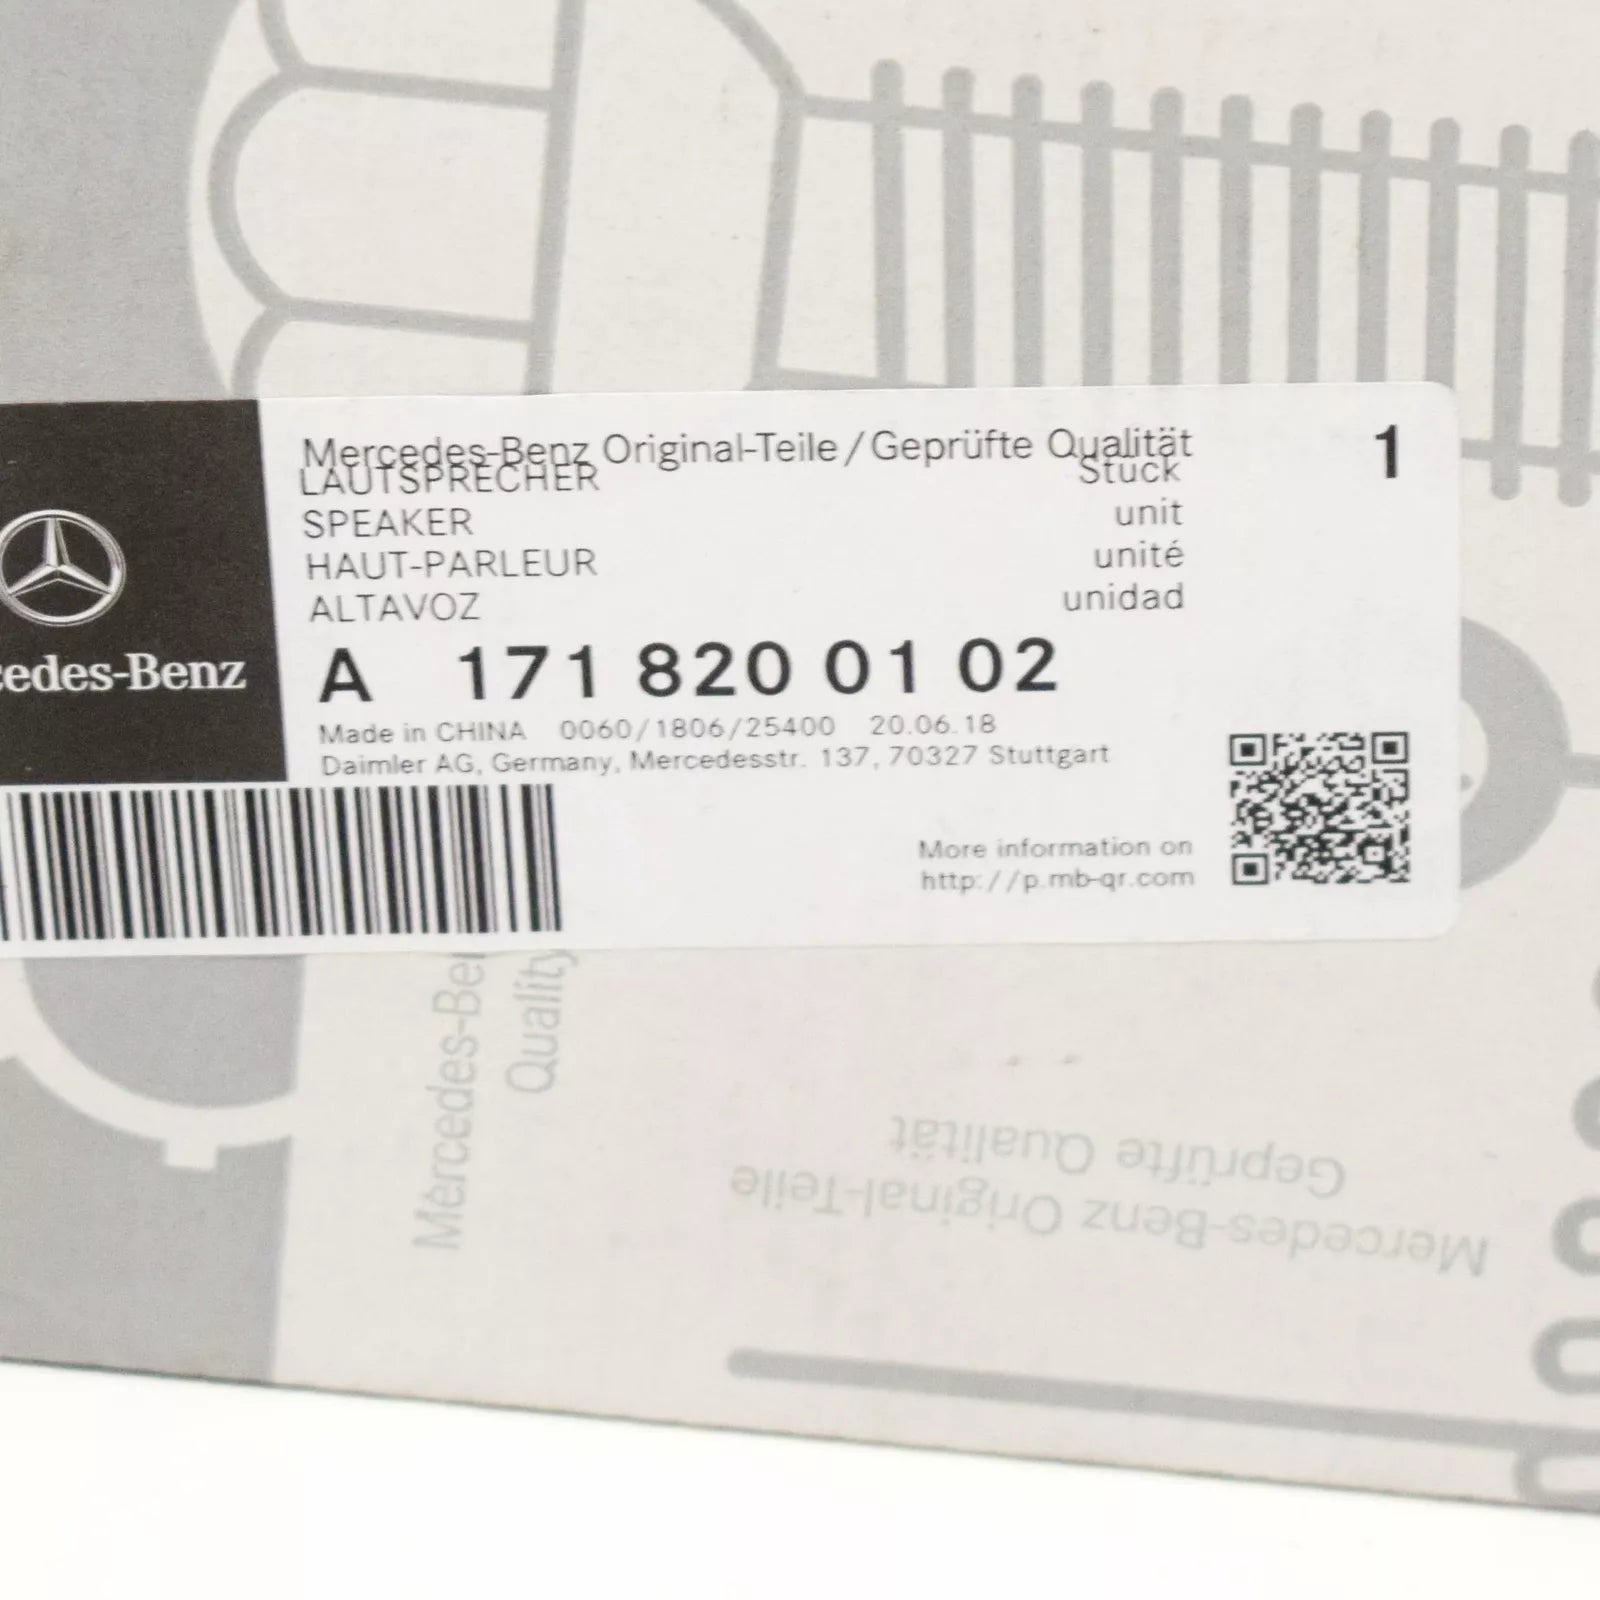 Mercedes-Benz Original-Teile / Geprüfte Qualität 1
LAUTSPRECHER Stück
SPEAKER unit
HAUT-PARLEUR unité
ALTAVOZ unidad
A 171 820 01 02
Made in CHINA 0060/1806/25400 20.06.18
Daimler AG, Germany, Mercedesstr. 137, 70327 Stuttgart
cedes-Benz
More information on
http://p.mb-qr.com
Mercedes-Ben
Quality
Mercedes-Benz Original-Teile
Geprüfte Qualität